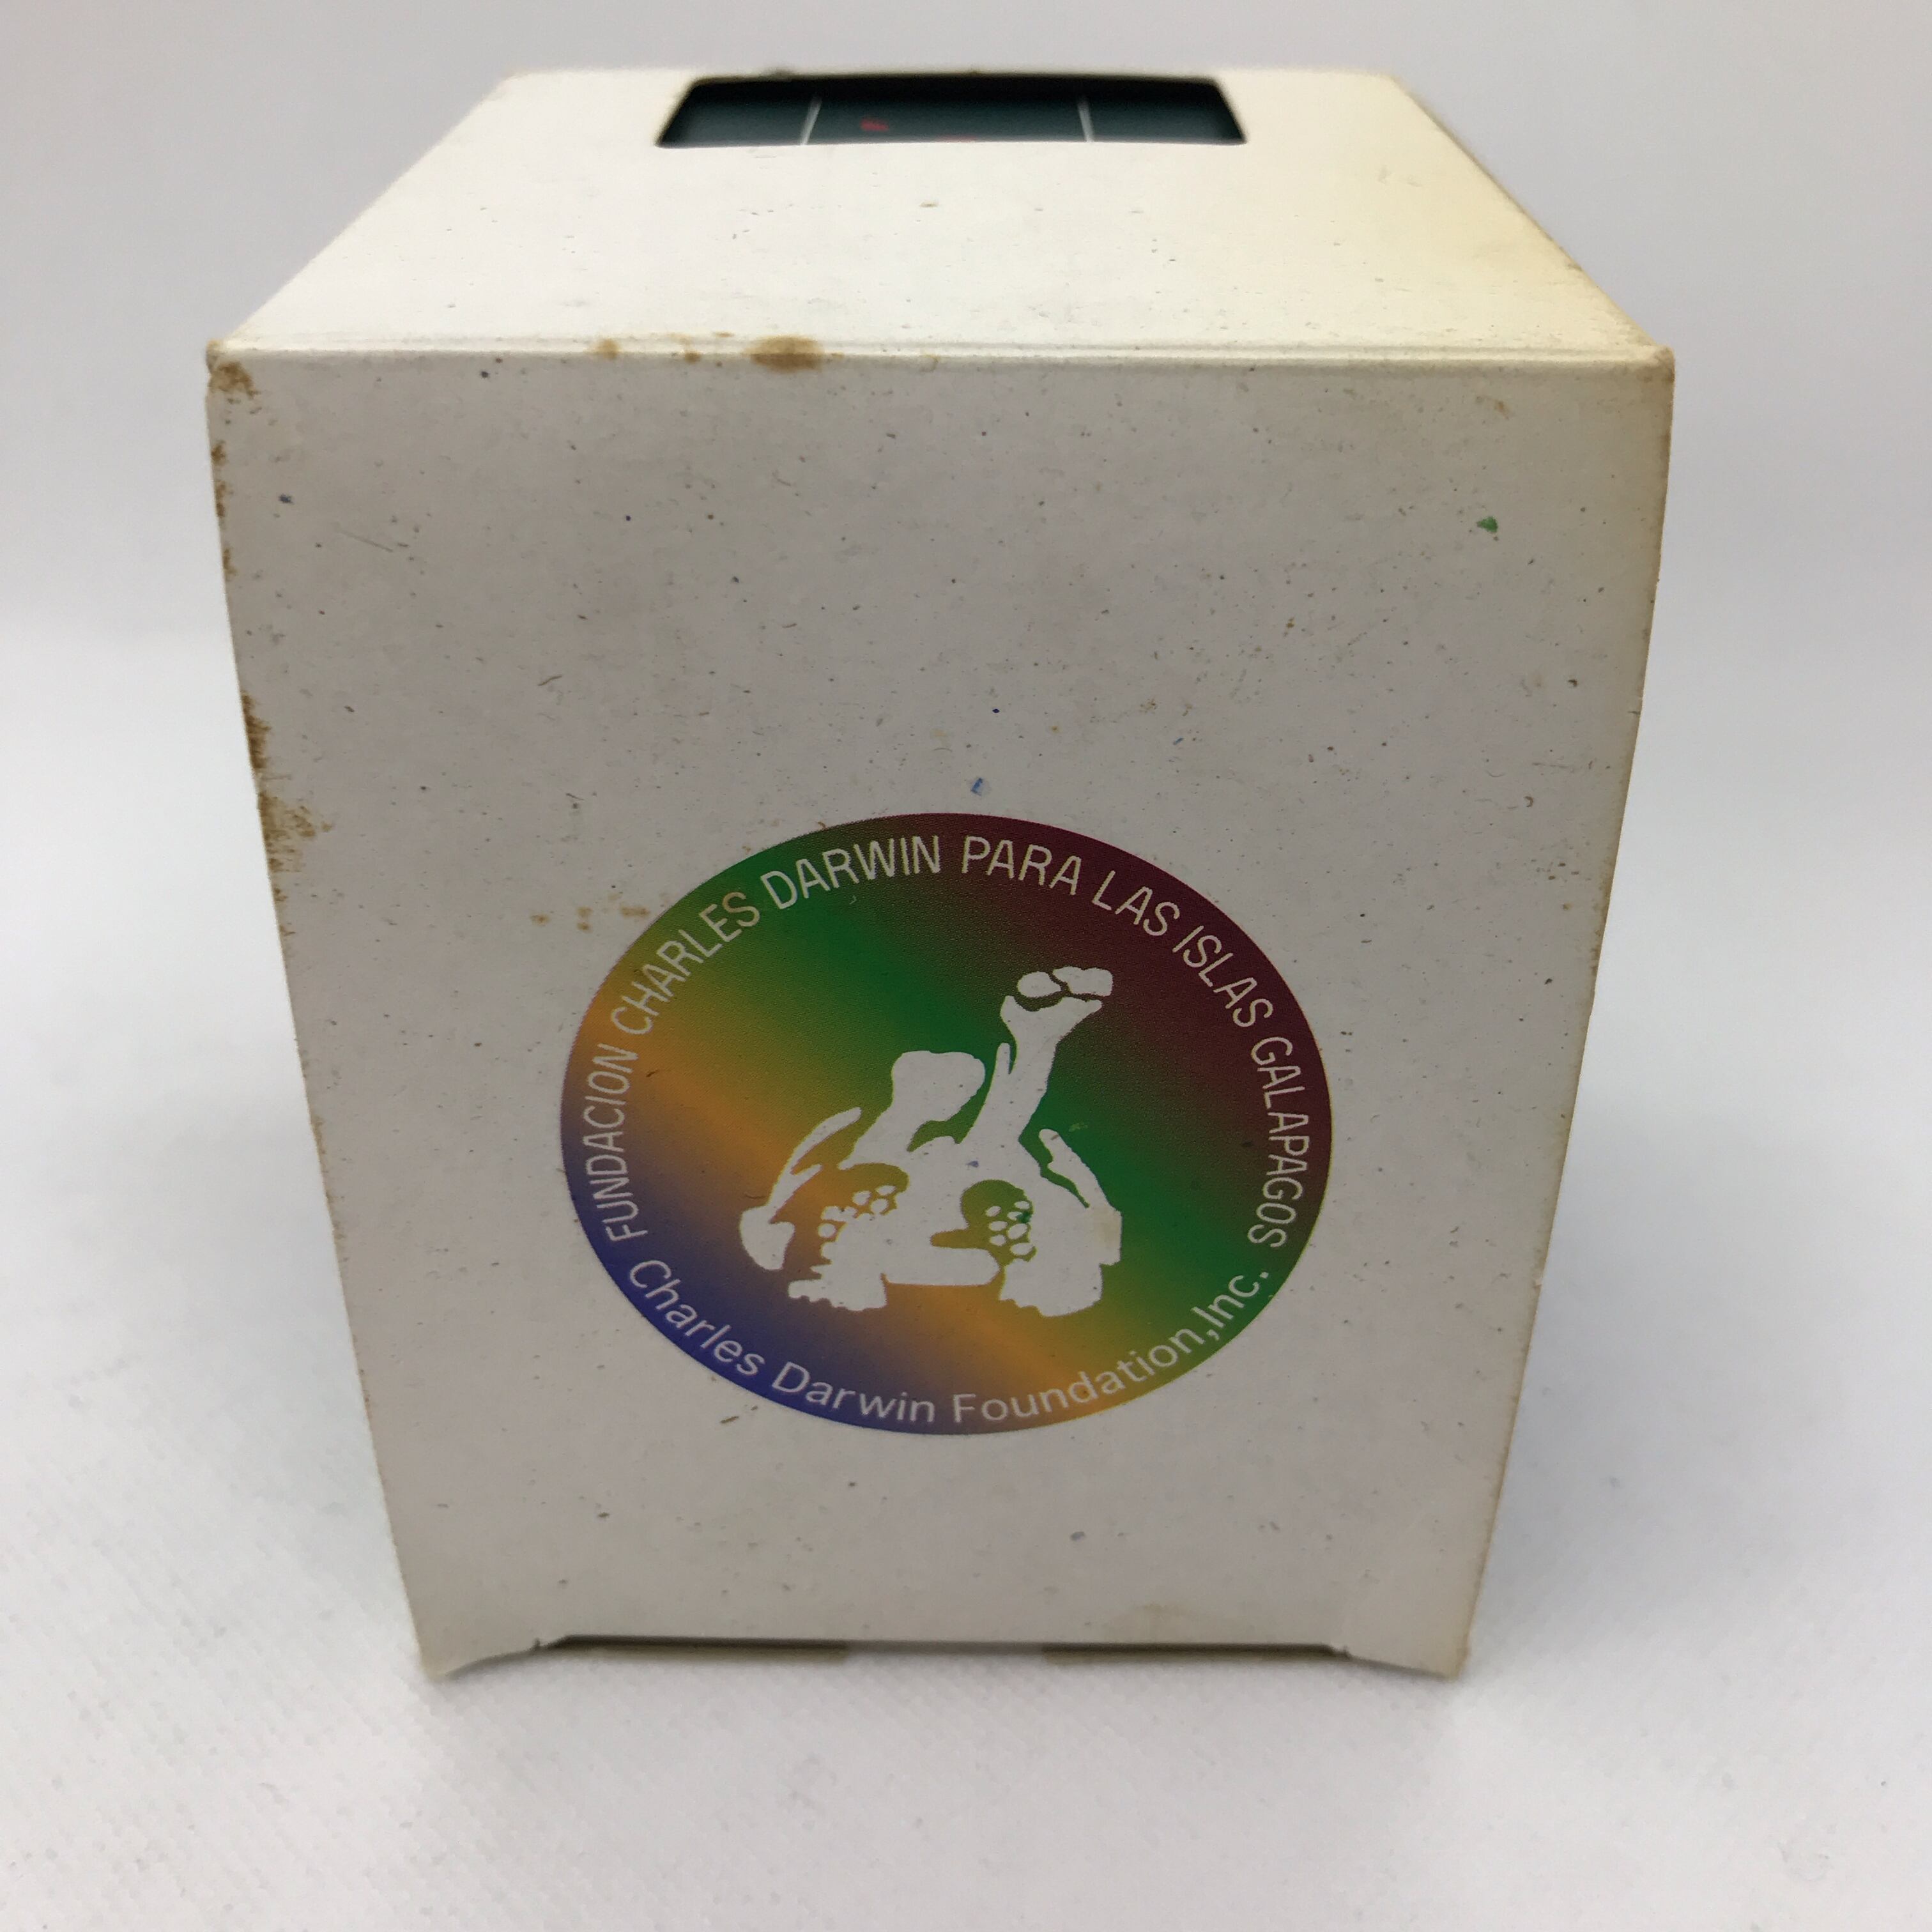 FUNDACION CHARLES DARWIN PARA LAS ISLAS GALAPAGOS
Charles Darwin Foundation,Inc.